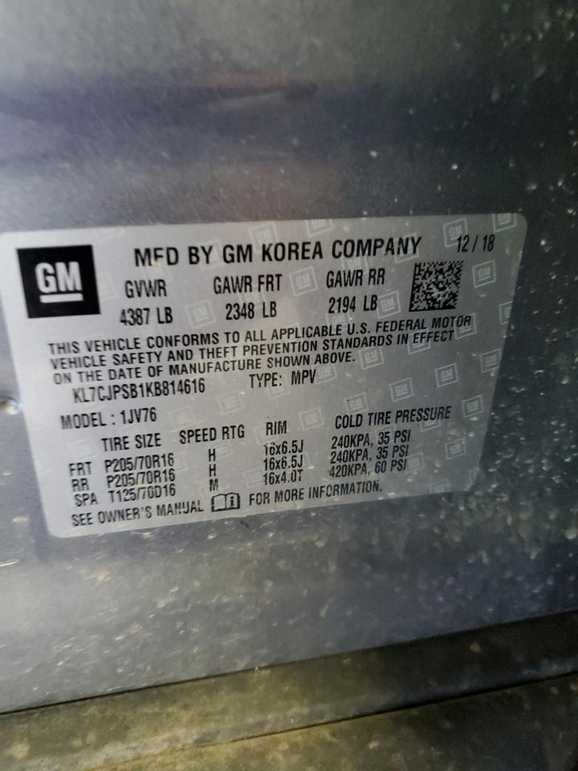 GM
MFD BY GM KOREA COMPANY 12 / 18
GVWR GAWR FRT GAWR RR
4387 LB 2348 LB 2194 LB
THIS VEHICLE CONFORMS TO ALL APPLICABLE U.S. FEDERAL MOTOR
VEHICLE SAFETY AND THEFT PREVENTION STANDARDS IN EFFECT
ON THE DATE OF MANUFACTURE SHOWN ABOVE.
KL7CJPSB1KB814616 TYPE: MPV
MODEL: 1JV76
TIRE SIZE SPEED RTG RIM COLD TIRE PRESSURE
FRT P205/70R16 H 16x6.5J 240KPA, 35 PSI
RR P205/70R16 H 16x6.5J 240KPA, 35 PSI
SPA T125/70D16 M 16x4.0T 420KPA, 60 PSI
SEE OWNER'S MANUAL FOR MORE INFORMATION.